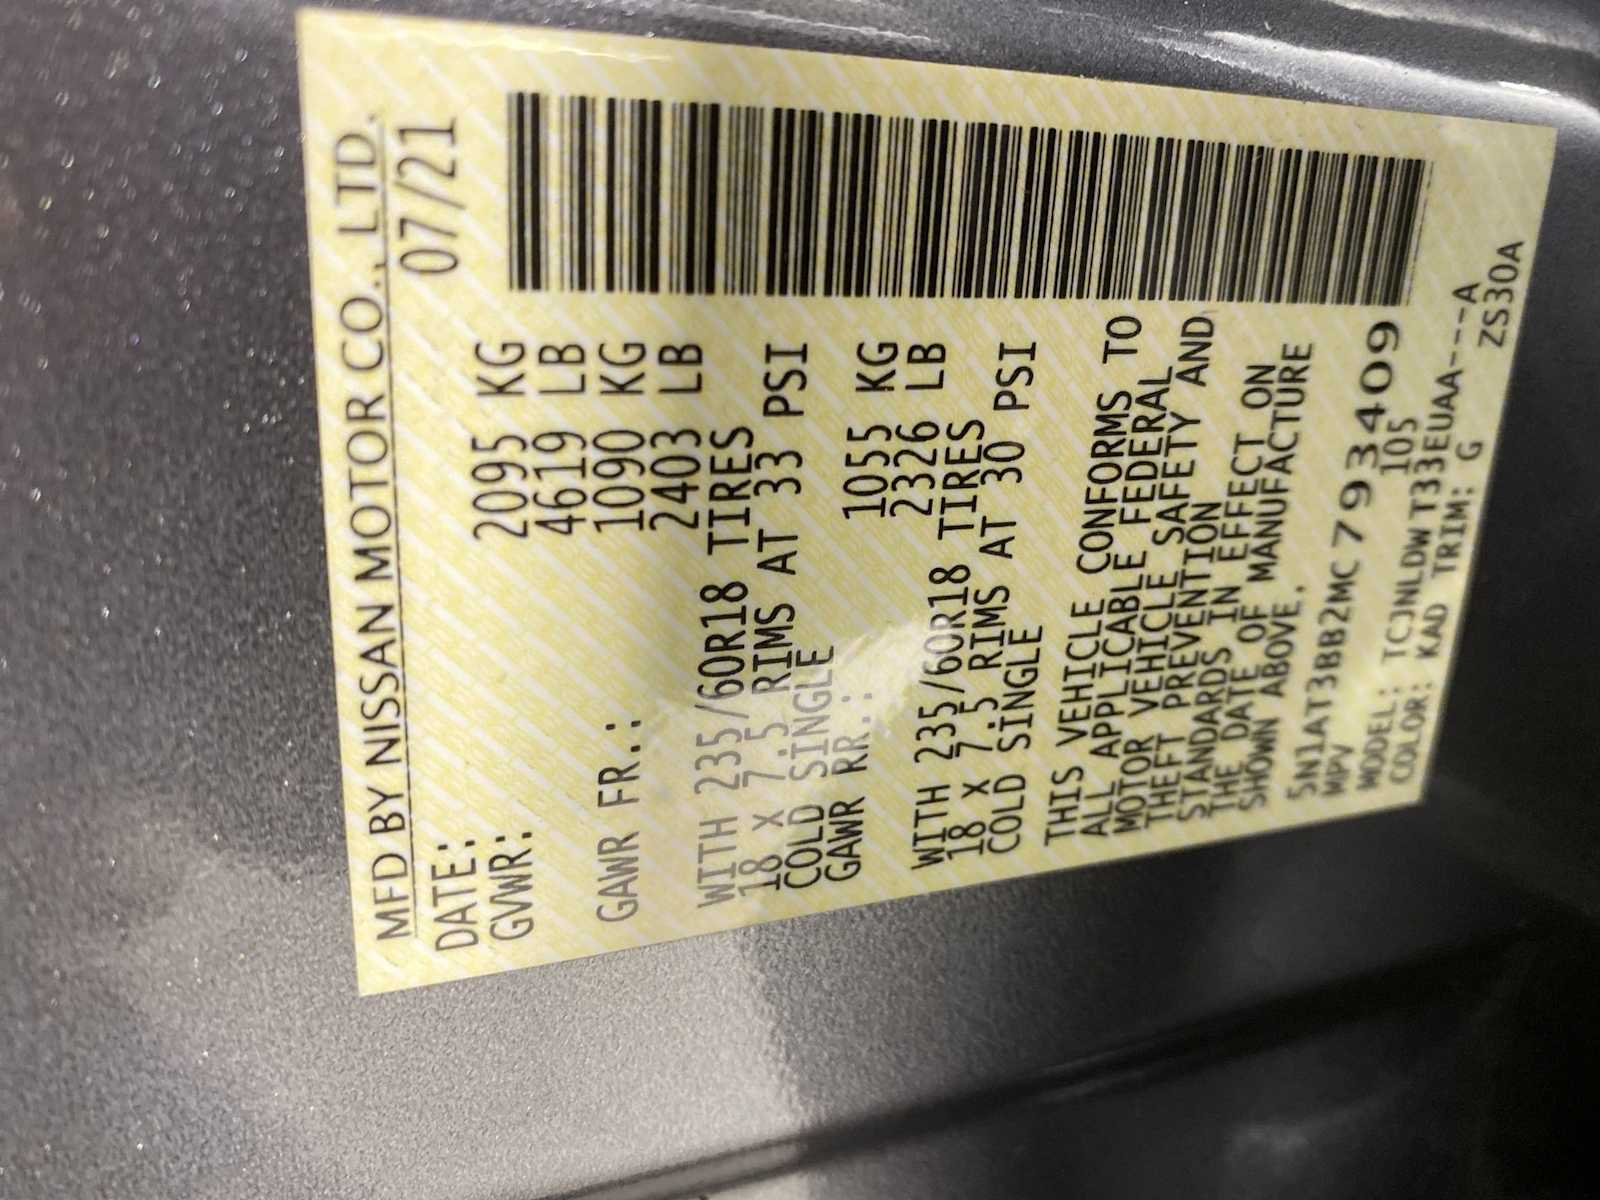 MFD BY NISSAN MOTOR CO., LTD.
DATE: 07/21
GVWR: 2095 KG
4619 LB
GAWR FR.: 1090 KG
2403 LB
WITH 235/60R18 TIRES
18 X 7.5 RIMS AT 33 PSI
COLD SINGLE
GAWR RR.: 1055 KG
2326 LB
WITH 235/60R18 TIRES
18 X 7.5 RIMS AT 30 PSI
COLD SINGLE
THIS VEHICLE CONFORMS TO
ALL APPLICABLE FEDERAL
MOTOR VEHICLE SAFETY AND
THEFT PREVENTION
STANDARDS IN EFFECT ON
THE DATE OF MANUFACTURE
SHOWN ABOVE.
5N1AT3BB2MC793409
MPV 105
MODEL: TCJNLDWT33EUAA---A
COLOR: KAD TRIM: G ZS30A